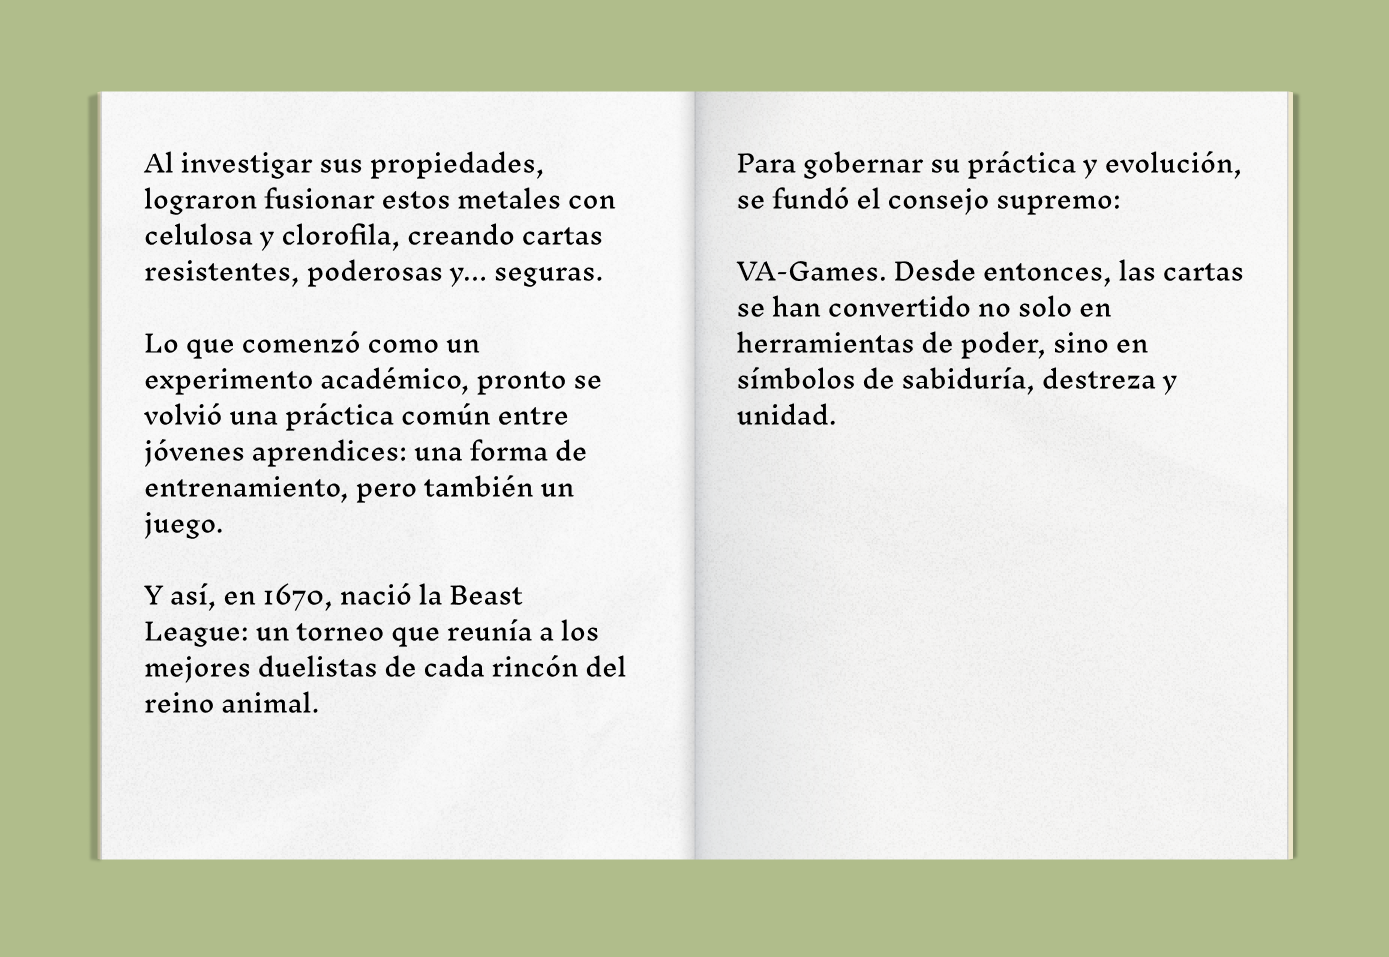 Al investigar sus propiedades,
lograron fusionar estos metales con
celulosa y clorofila, creando cartas
resistentes, poderosas y... seguras.
Lo que comenzó como un
experimento académico, pronto se
volvió una práctica común entre
jóvenes aprendices: una forma de
entrenamiento, pero también un
juego.
Y así, en 1670, nació la Beast
League: un torneo que reunía a los
mejores duelistas de cada rincón del
reino animal.
Para gobernar su práctica y evolución,
se fundó el consejo supremo:
VA-Games. Desde entonces, las cartas
se han convertido no solo en
herramientas de poder, sino en
símbolos de sabiduría, destreza y
unidad.